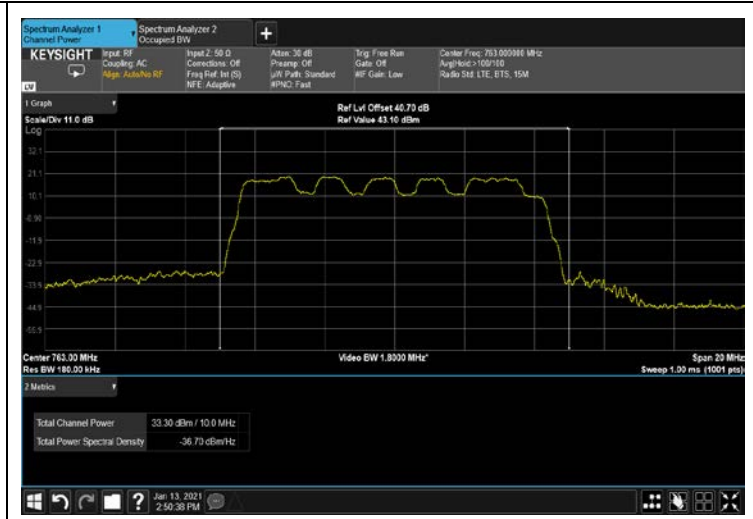 Spectrum Analyzer 1
Channel Power
Spectrum Analyzer 2
Occupied BW
KEYSIGHT
Input: RF
Coupling: AC
Align: Auto/No RF
Input Z: 50 Ω
Corrections: Off
Freq Ref: Int (S)
NFE: Adaptive
Atten: 30 dB
Preamp: Off
µW Path: Standard
#PNO: Fast
Trig: Free Run
Gate: Off
#IF Gain: Low
Center Freq: 763.000000 MHz
Avg|Hold:>100/100
Radio Std: LTE, BTS, 15M
LV
1 Graph
Scale/Div 11.0 dB
Ref Lvl Offset 40.70 dB
Ref Value 43.10 dBm
Log
32.1
21.1
10.1
-0.90
-11.9
-22.9
-33.9
-44.9
-55.9
Center 763.00 MHz
Res BW 180.00 kHz
Video BW 1.8000 MHz*
Span 20 MHz
Sweep 1.00 ms (1001 pts)
2 Metrics
Total Channel Power 33.30 dBm / 10.0 MHz
Total Power Spectral Density -36.70 dBm/Hz
Jan 13, 2021
2:50:38 PM